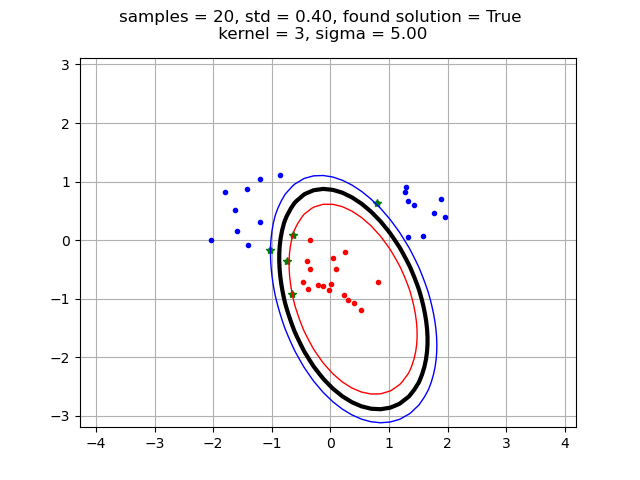 samples = 20, std = 0.40, found solution = True
kernel = 3, sigma = 5.00
3
2
1
0
−1
−2
−3
−4 −3 −2 −1 0 1 2 3 4